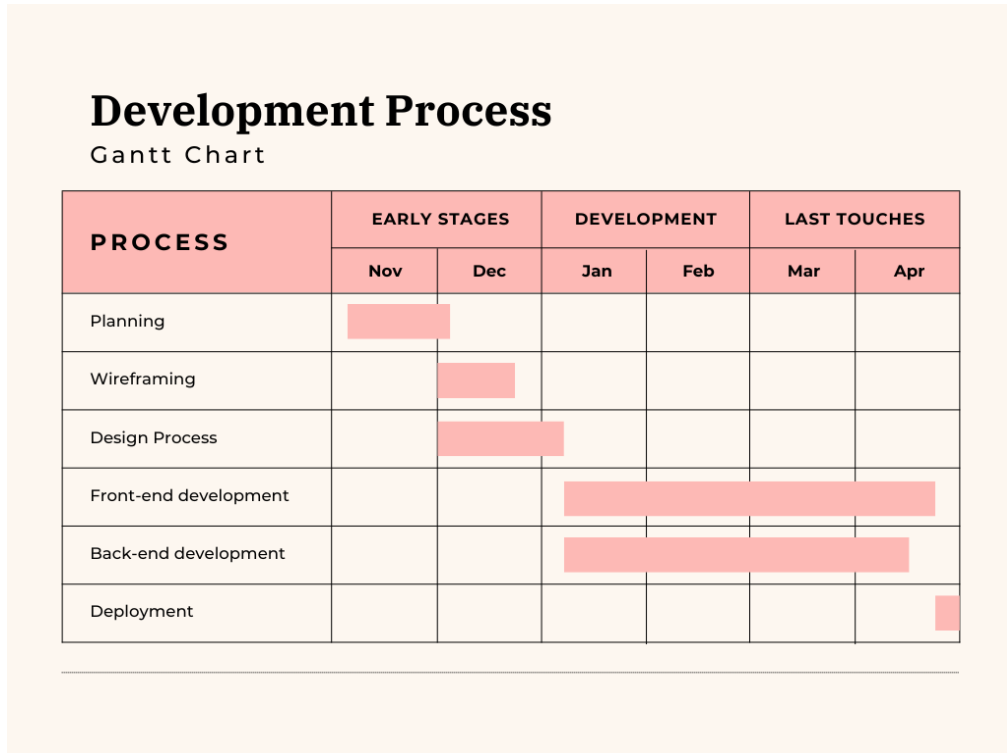 Development Process
Gantt Chart
PROCESS
EARLY STAGES DEVELOPMENT LAST TOUCHES
Nov Dec Jan Feb Mar Apr
Planning
Wireframing
Design Process
Front-end development
Back-end development
Deployment